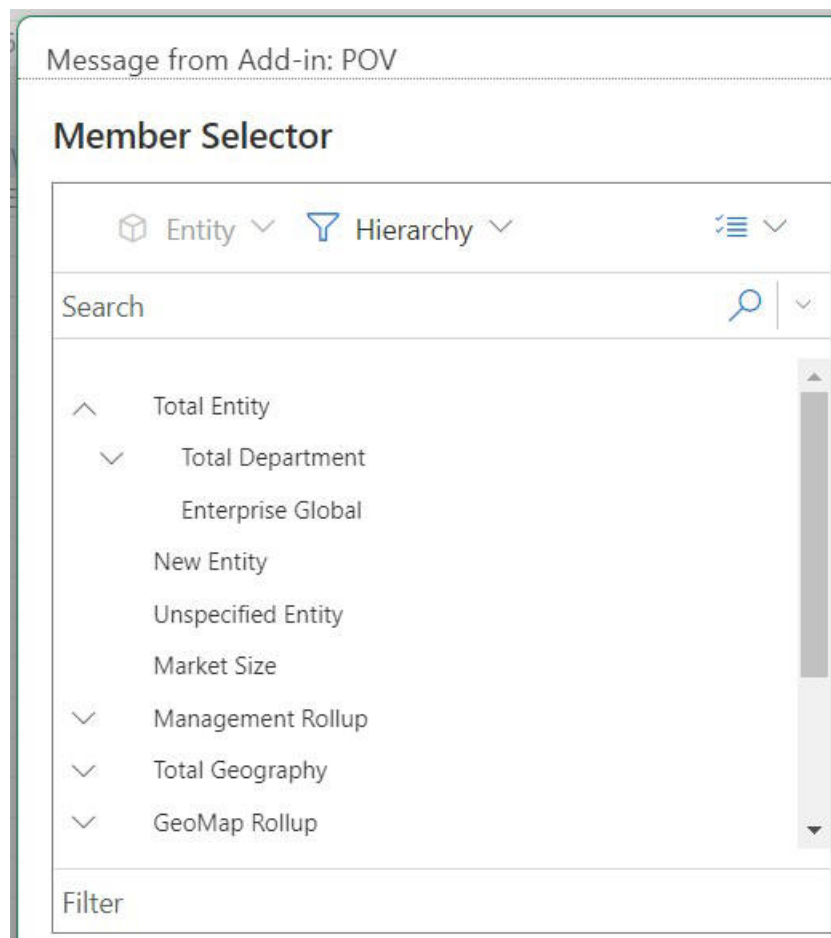 Message from Add-in: POV
Member Selector
Entity Hierarchy
Search
Total Entity
Total Department
Enterprise Global
New Entity
Unspecified Entity
Market Size
Management Rollup
Total Geography
GeoMap Rollup
Filter